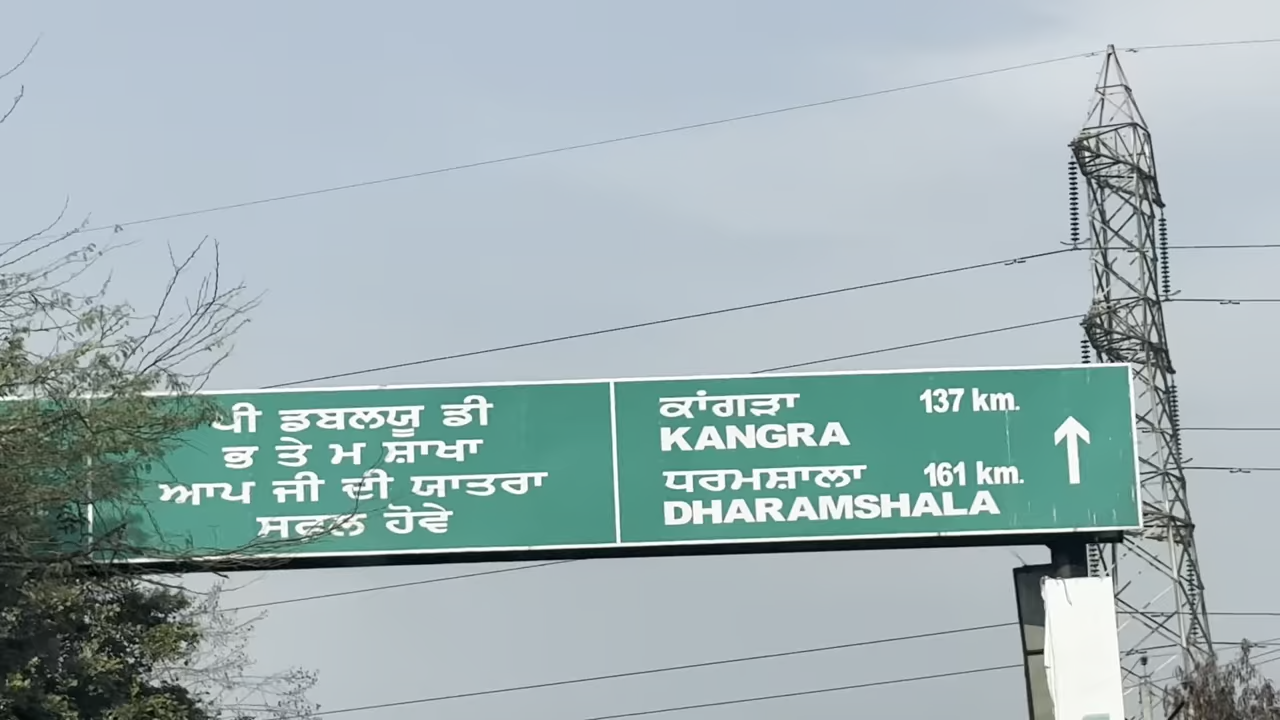 ਪੀ ਡਬਲਯੂ ਡੀ
ਭ ਤੇ ਮ ਸ਼ਾਖਾ
ਆਪ ਜੀ ਦੀ ਯਾਤਰਾ
ਸਫਲ ਹੋਵੇ
ਕਾਂਗੜਾ 137 km.
KANGRA
ਧਰਮਸ਼ਾਲਾ 161 km.
DHARAMSHALA